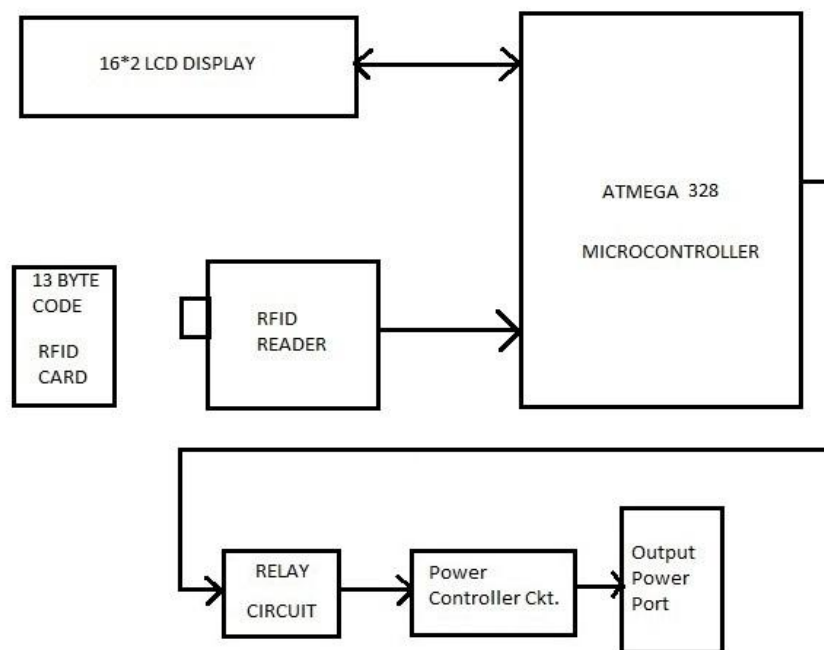 16*2 LCD DISPLAY
ATMEGA 328
MICROCONTROLLER
13 BYTE
CODE
RFID
CARD
RFID
READER
RELAY
CIRCUIT
Power
Controller Ckt.
Output
Power
Port